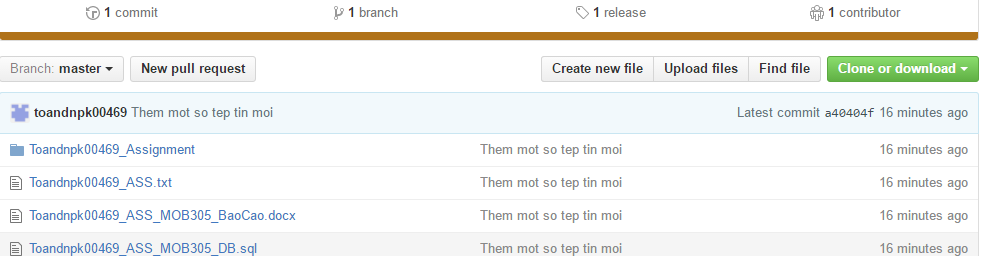 1 commit 1 branch 1 release 1 contributor
Branch: master New pull request Create new file Upload files Find file Clone or download
toandnpk00469 Them mot so tep tin moi Latest commit a40404f 16 minutes ago
Toandnpk00469_Assignment Them mot so tep tin moi 16 minutes ago
Toandnpk00469_ASS.txt Them mot so tep tin moi 16 minutes ago
Toandnpk00469_ASS_MOB305_BaoCao.docx Them mot so tep tin moi 16 minutes ago
Toandnpk00469_ASS_MOB305_DB.sql Them mot so tep tin moi 16 minutes ago